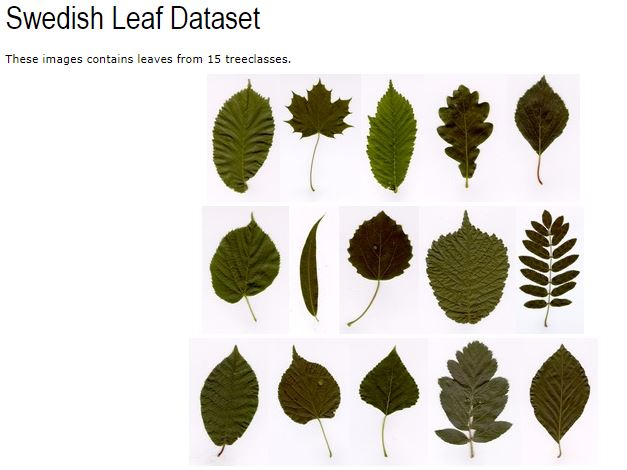 Swedish Leaf Dataset
These images contains leaves from 15 treeclasses.